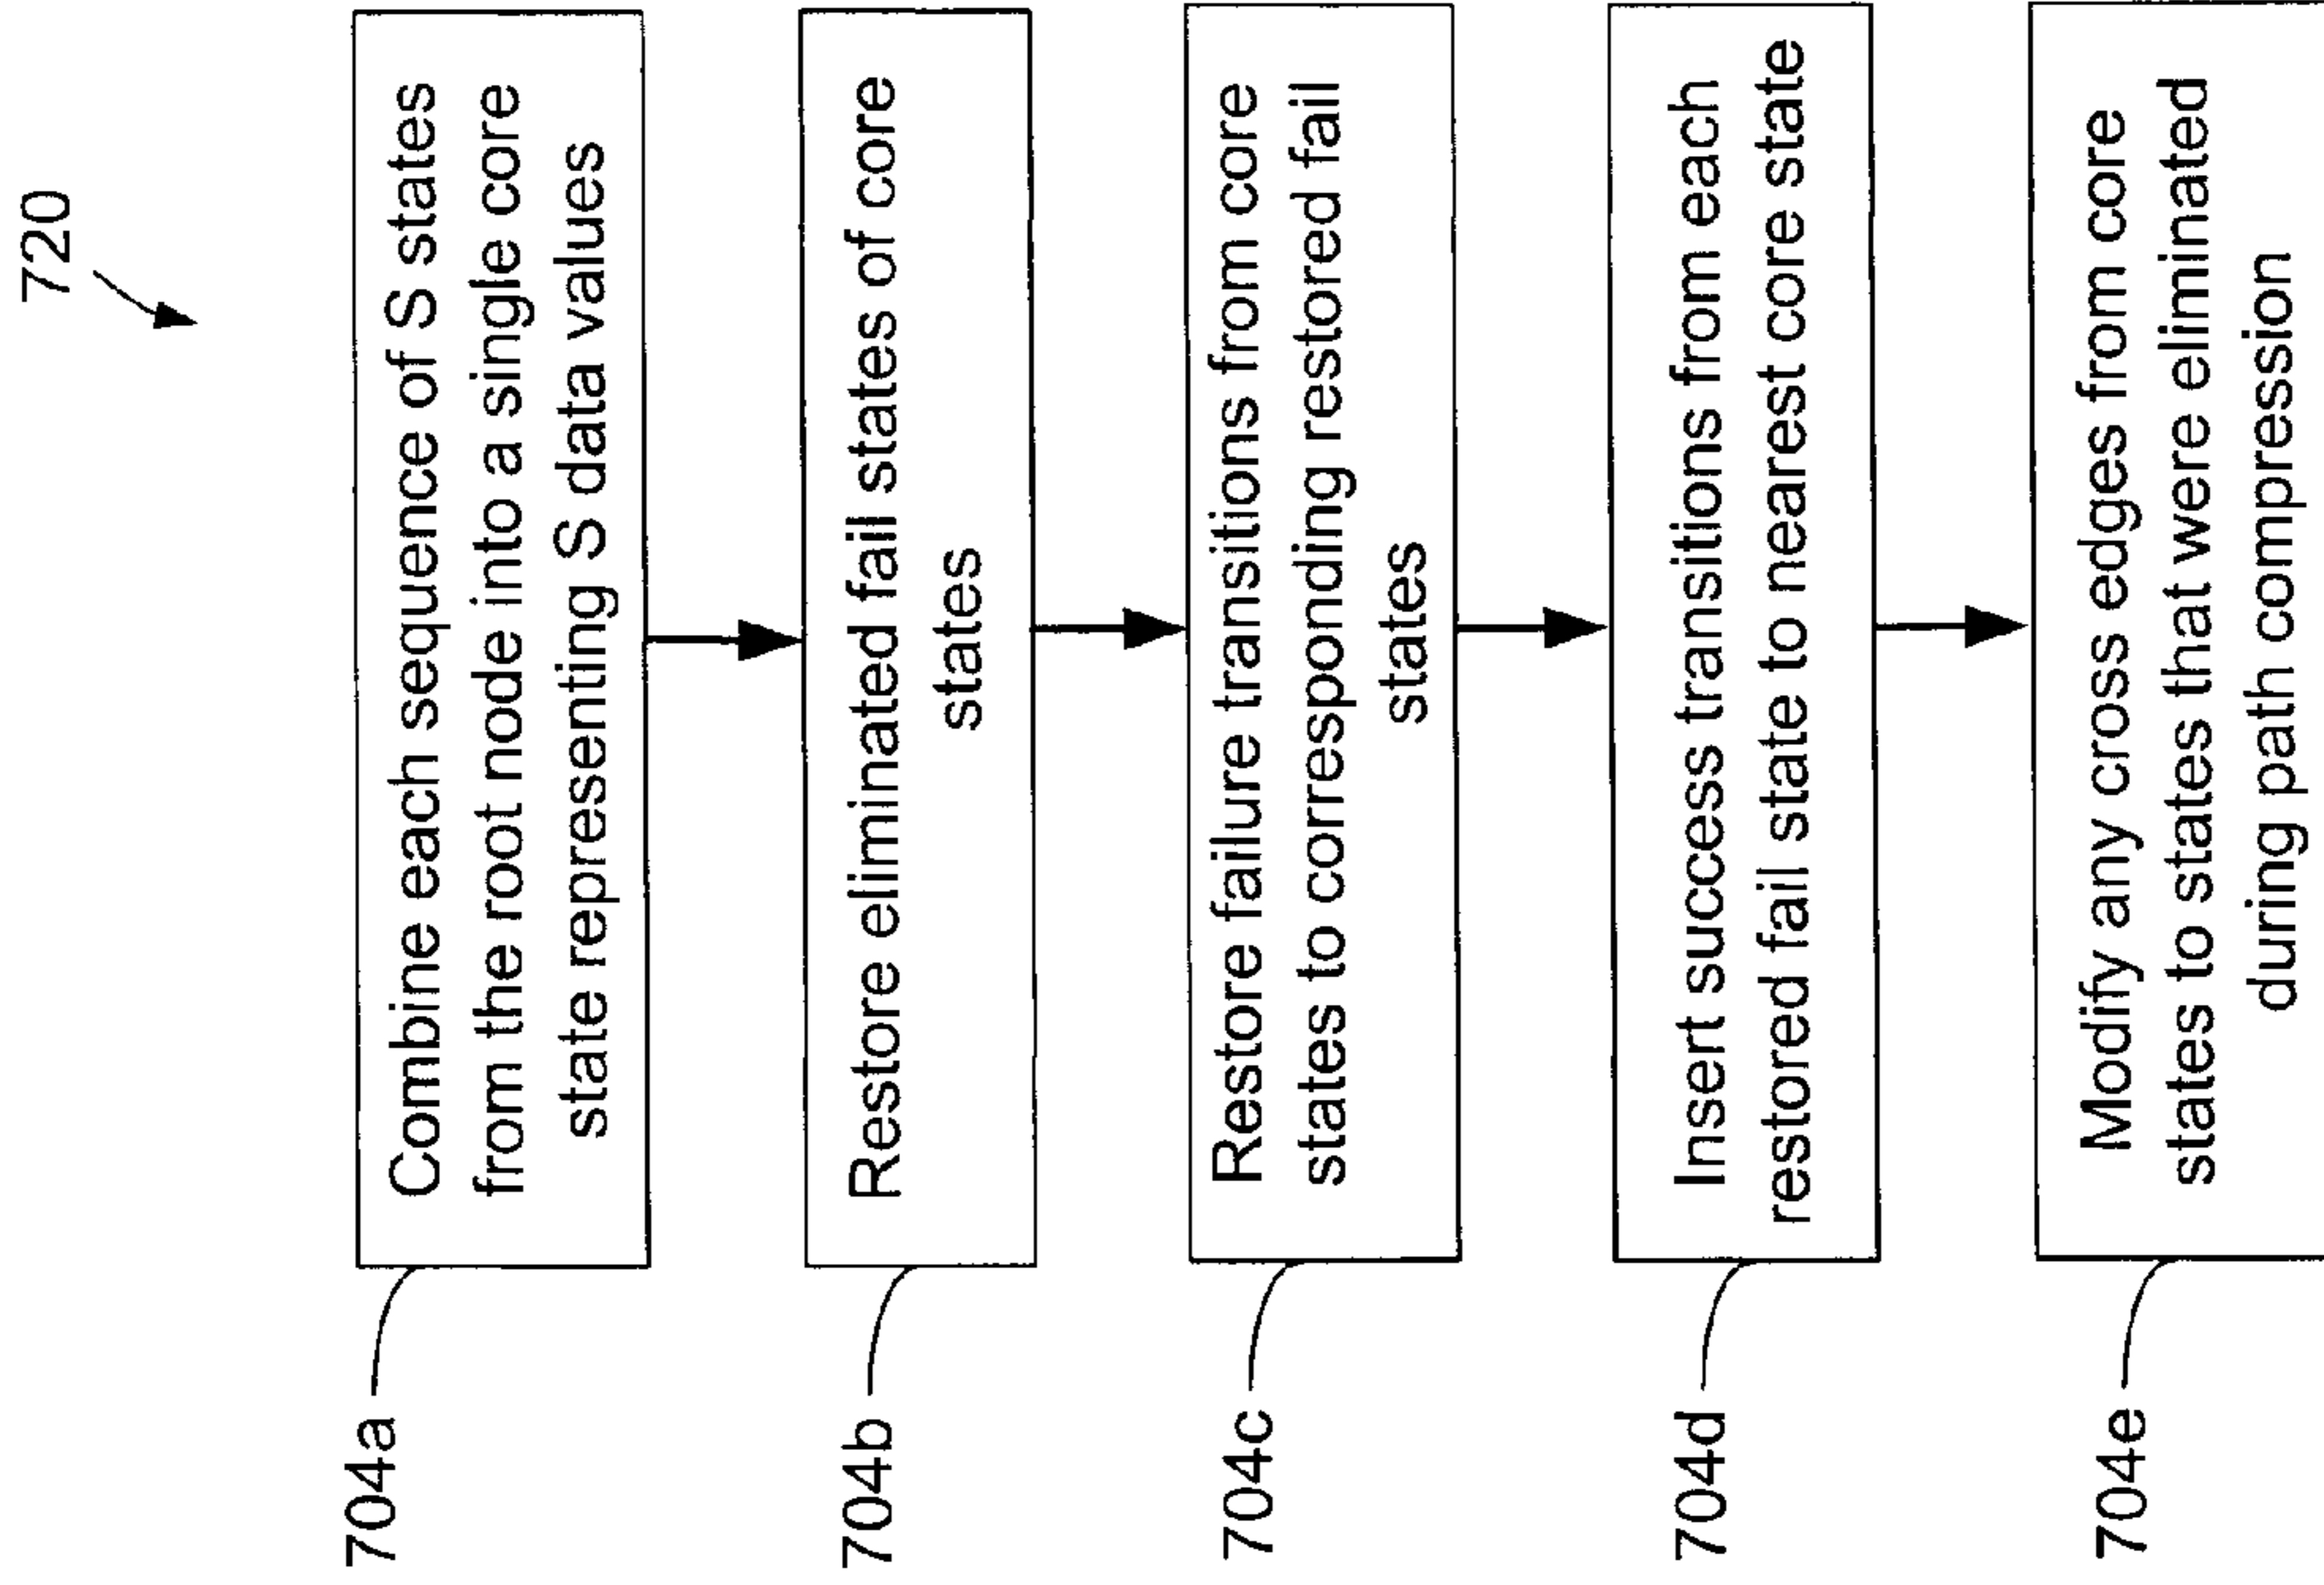 720
704a
Combine each sequence of S states
from the root node into a single core
state representing S data values
704b
Restore eliminated fail states of core
states
704c
Restore failure transitions from core
states to corresponding restored fail
states
704d
Insert success transitions from each
restored fail state to nearest core state
704e
Modify any cross edges from core
states to states that were eliminated
during path compression